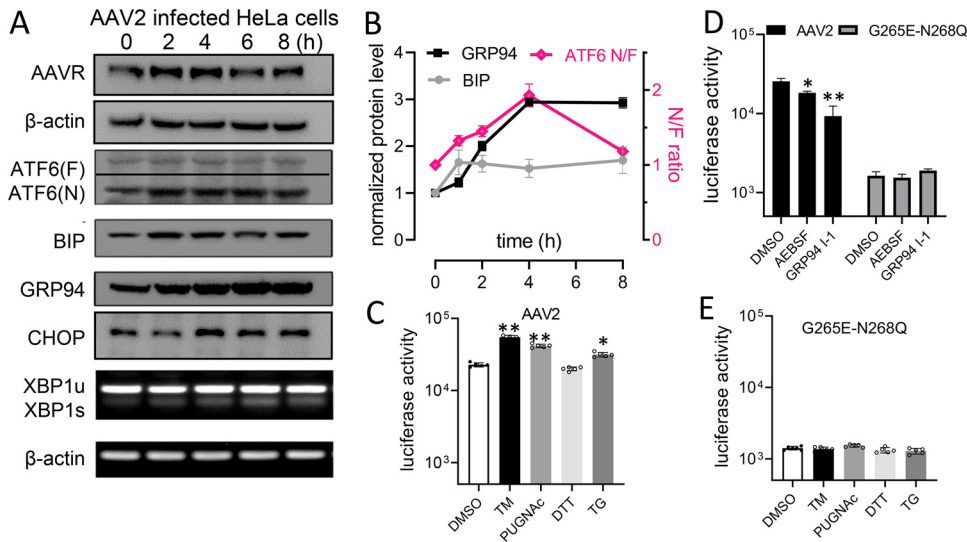 A
AAV2 infected HeLa cells
0 2 4 6 8 (h)
AAVR
β-actin
ATF6(F)
ATF6(N)
BIP
GRP94
CHOP
XBP1u
XBP1s
β-actin
B
GRP94
BIP
ATF6 N/F
normalized protein level
4
3
2
1
0
N/F ratio
2
1
0
time (h)
0 2 4 6 8
C
AAV2
luciferase activity
10⁵
10⁴
10³
** ** *
DMSO
TM
PUGNAc
DTT
TG
D
AAV2
G265E-N268Q
luciferase activity
10⁵
10⁴
10³
* **
DMSO
AEBSF
GRP94 I-1
DMSO
AEBSF
GRP94 I-1
E
G265E-N268Q
luciferase activity
10⁵
10⁴
10³
DMSO
TM
PUGNAc
DTT
TG